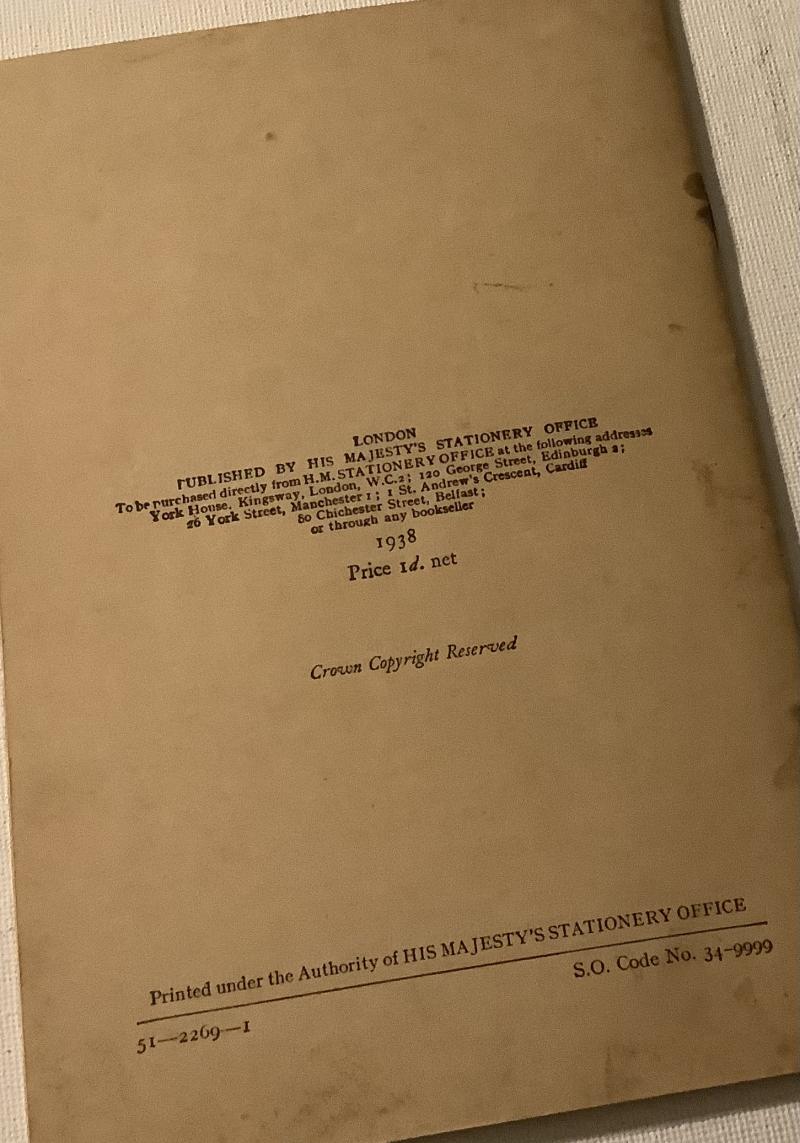 LONDON
PUBLISHED BY HIS MAJESTY'S STATIONERY OFFICE
To be purchased directly from H.M. STATIONERY OFFICE at the following addresses
York House, Kingsway, London, W.C.2; 120 George Street, Edinburgh 2;
26 York Street, Manchester 1; 1 St. Andrew's Crescent, Cardiff
80 Chichester Street, Belfast;
or through any bookseller
1938
Price 1d. net
Crown Copyright Reserved
Printed under the Authority of HIS MAJESTY'S STATIONERY OFFICE
S.O. Code No. 34-9999
51—2269—1